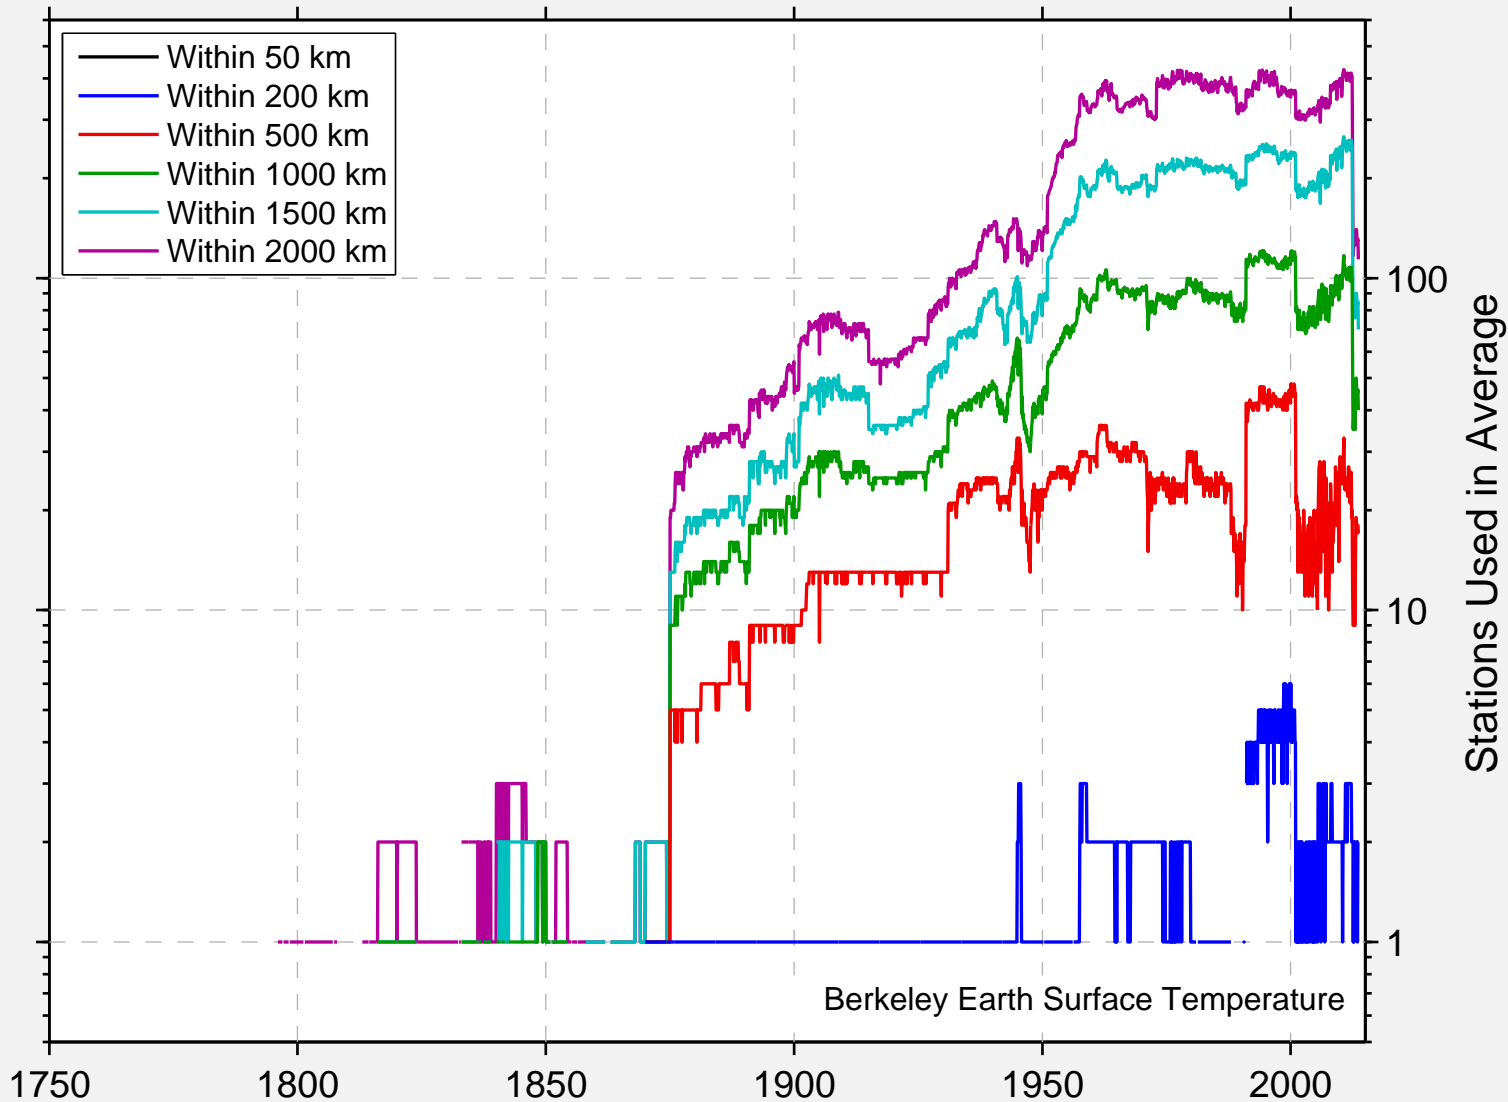 Within 50 km
Within 200 km
Within 500 km
Within 1000 km
Within 1500 km
Within 2000 km
100
10
1
Stations Used in Average
Berkeley Earth Surface Temperature
1750
1800
1850
1900
1950
2000